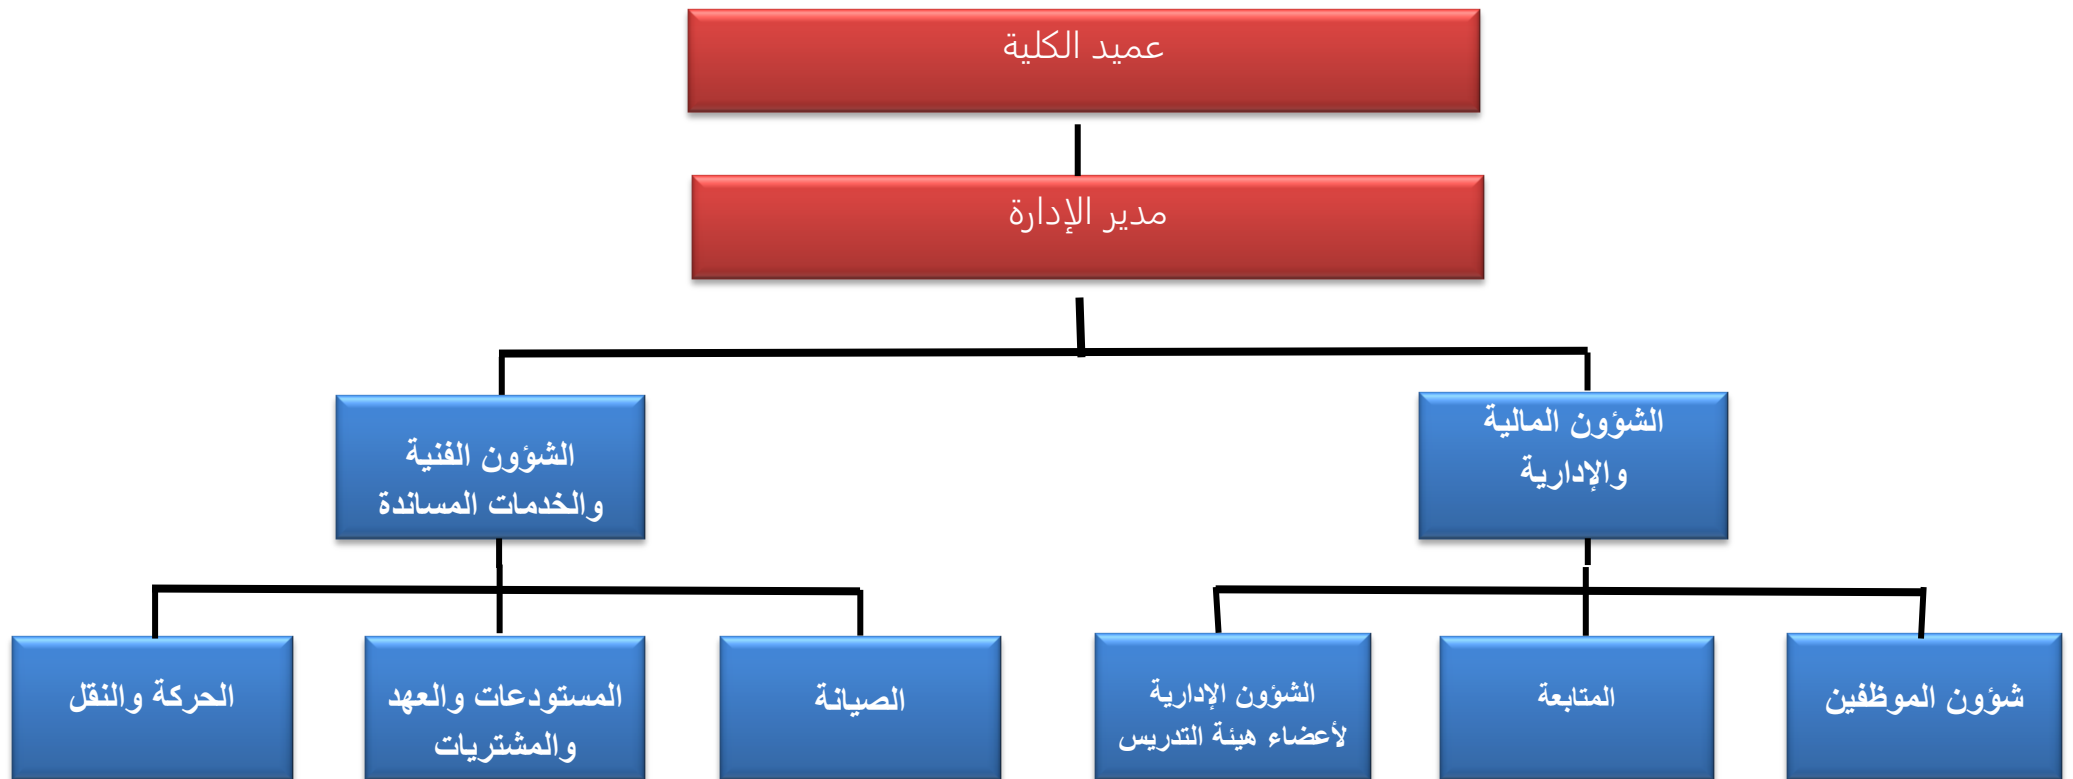 عميد الكلية
مدير الإدارة
الشؤون المالية
والإدارية
الشؤون الفنية
والخدمات المساندة
شؤون الموظفين
المتابعة
الشؤون الإدارية
لأعضاء هيئة التدريس
الصيانة
المستودعات والعهد
والمشتريات
الحركة والنقل